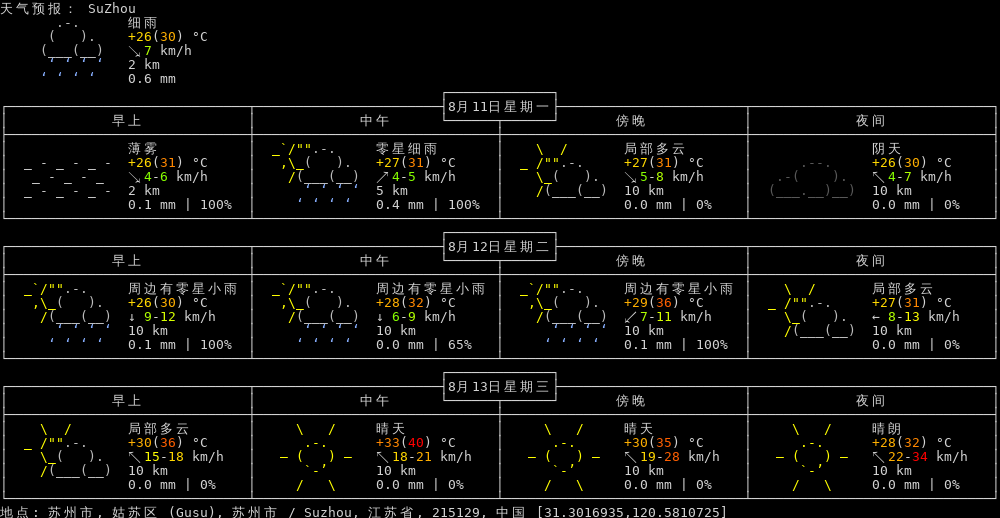 天气预报： SuZhou
细雨
+26(30) °C
↘ 7 km/h
2 km
0.6 mm
8月11日星期一
早上 中午 傍晚 夜间
薄雾 零星细雨 局部多云 阴天
+26(31) °C +27(31) °C +27(31) °C +26(30) °C
↘ 4-6 km/h ↗ 4-5 km/h ↘ 5-8 km/h ↖ 4-7 km/h
2 km 5 km 10 km 10 km
0.1 mm | 100% 0.4 mm | 100% 0.0 mm | 0% 0.0 mm | 0%
8月12日星期二
早上 中午 傍晚 夜间
周边有零星小雨 周边有零星小雨 周边有零星小雨 局部多云
+26(30) °C +28(32) °C +29(36) °C +27(31) °C
↓ 9-12 km/h ↓ 6-9 km/h ↙ 7-11 km/h ← 8-13 km/h
10 km 10 km 10 km 10 km
0.1 mm | 100% 0.0 mm | 65% 0.1 mm | 100% 0.0 mm | 0%
8月13日星期三
早上 中午 傍晚 夜间
局部多云 晴天 晴天 晴朗
+30(36) °C +33(40) °C +30(35) °C +28(32) °C
↖ 15-18 km/h ↖ 18-21 km/h ↖ 19-28 km/h ↖ 22-34 km/h
10 km 10 km 10 km 10 km
0.0 mm | 0% 0.0 mm | 0% 0.0 mm | 0% 0.0 mm | 0%
地点: 苏州市, 姑苏区 (Gusu), 苏州市 / Suzhou, 江苏省, 215129, 中国 [31.3016935,120.5810725]